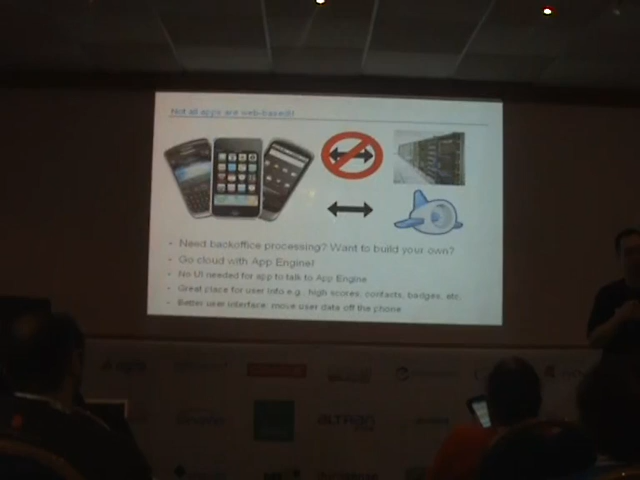 Not all apps are web-based!!
Need backoffice processing? Want to build your own?
Go cloud with App Engine!
No UI needed for app to talk to App Engine
Great place for user info e.g.: high scores, contacts, badges, etc.
Better user interface: move user data off the phone
ALTRAN